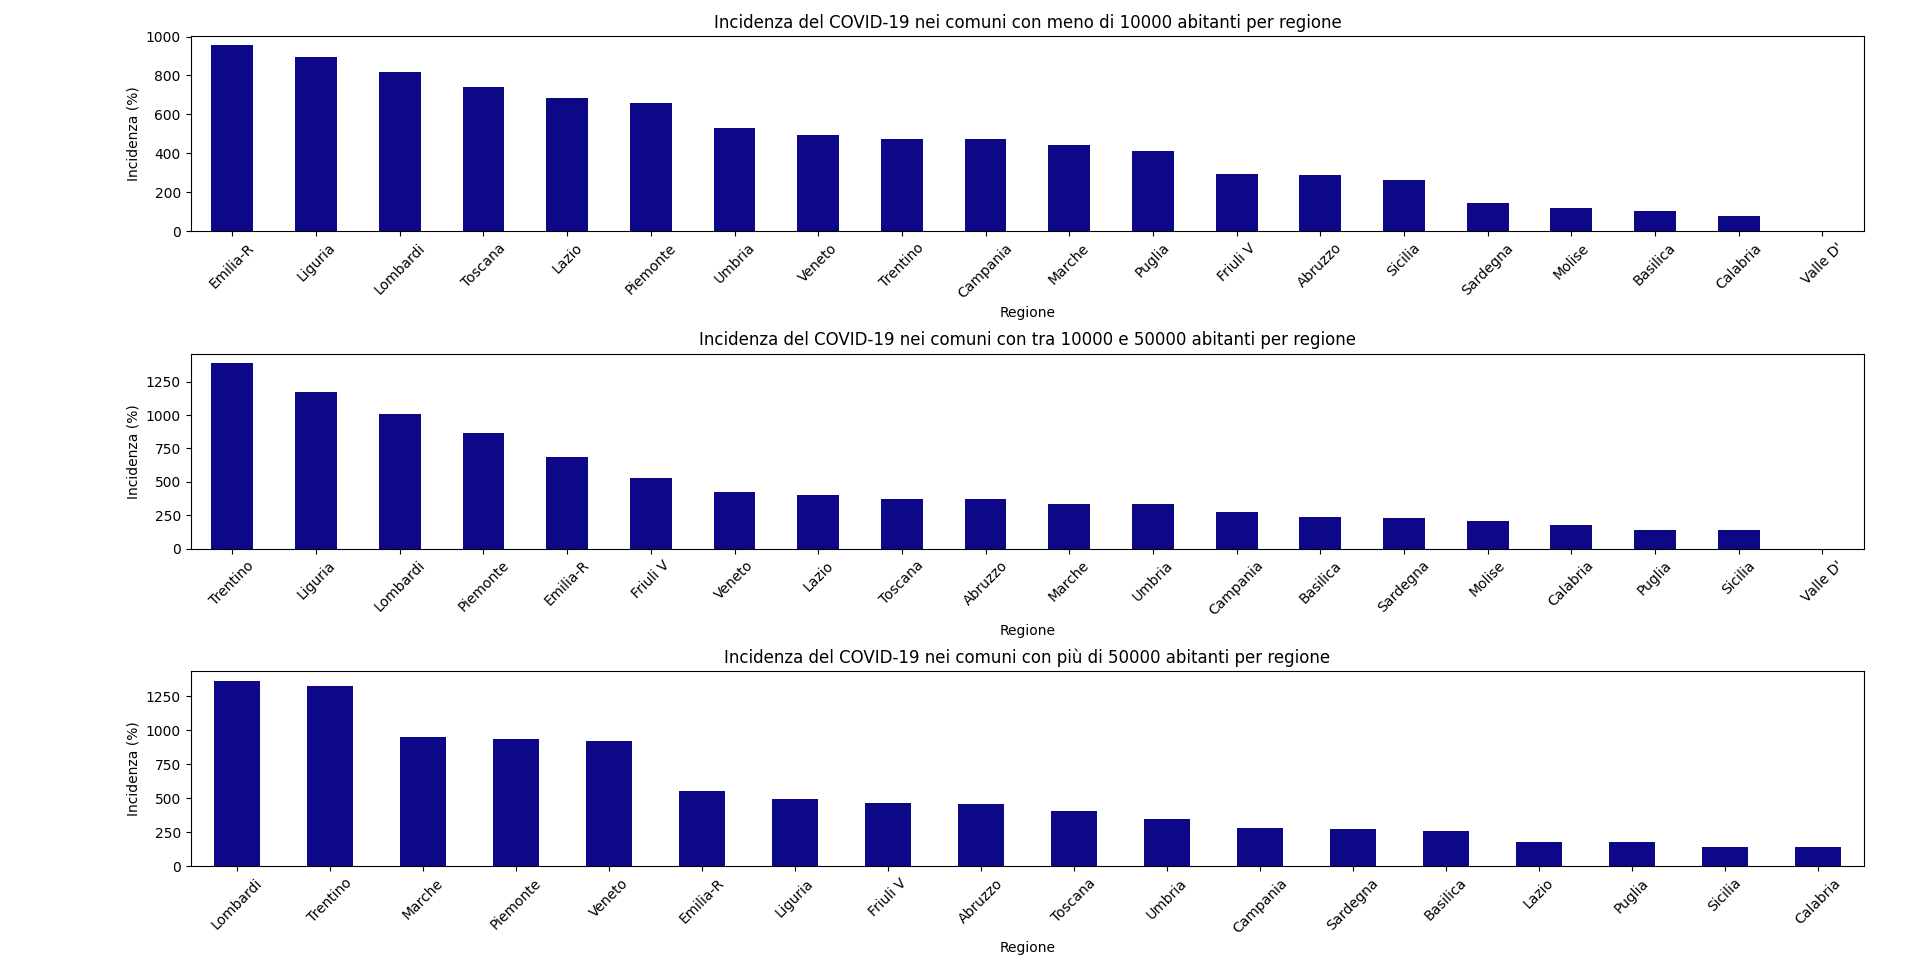 Incidenza del COVID-19 nei comuni con meno di 10000 abitanti per regione
1000
800
600
400
200
0
Incidenza (%)
Emilia-R Liguria Lombardi Toscana Lazio Piemonte Umbria Veneto Trentino Campania Marche Puglia Friuli V Abruzzo Sicilia Sardegna Molise Basilica Calabria Valle D'
Regione
Incidenza del COVID-19 nei comuni con tra 10000 e 50000 abitanti per regione
1250
1000
750
500
250
0
Incidenza (%)
Trentino Liguria Lombardi Piemonte Emilia-R Friuli V Veneto Lazio Toscana Abruzzo Marche Umbria Campania Basilica Sardegna Molise Calabria Puglia Sicilia Valle D'
Regione
Incidenza del COVID-19 nei comuni con più di 50000 abitanti per regione
1250
1000
750
500
250
0
Incidenza (%)
Lombardi Trentino Marche Piemonte Veneto Emilia-R Liguria Friuli V Abruzzo Toscana Umbria Campania Sardegna Basilica Lazio Puglia Sicilia Calabria
Regione